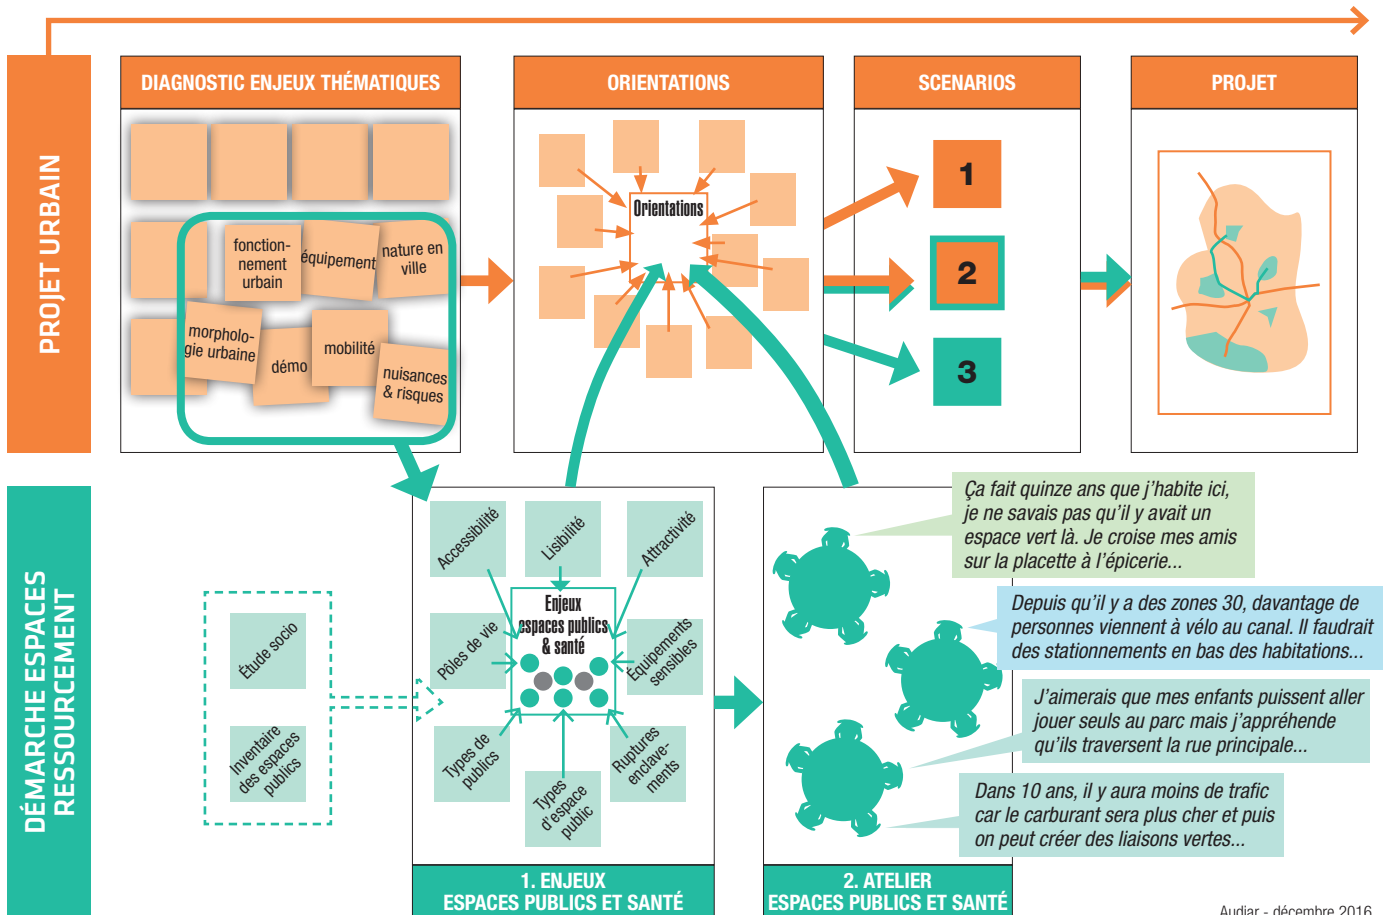 PROJET URBAIN
DIAGNOSTIC ENJEUX THÉMATIQUES
ORIENTATIONS
SCENARIOS
PROJET
fonction-
nement
urbain
équipement
nature en
ville
morpholo-
gie urbaine
démo
mobilité
nuisances
& risques
Orientations
1
2
3
DÉMARCHE ESPACES
RESSOURCEMENT
Étude socio
Inventaire
des espaces
publics
Accessibilité
Lisibilité
Attractivité
Pôles de vie
Enjeux
espaces publics
& santé
Équipements
sensibles
Types de
publics
Types
d'espace
public
Ruptures
enclave-
ments
1. ENJEUX
ESPACES PUBLICS ET SANTÉ
Ça fait quinze ans que j'habite ici,
je ne savais pas qu'il y avait un
espace vert là. Je croise mes amis
sur la placette à l'épicerie...
Depuis qu'il y a des zones 30, davantage de
personnes viennent à vélo au canal. Il faudrait
des stationnements en bas des habitations...
J'aimerais que mes enfants puissent aller
jouer seuls au parc mais j'appréhende
qu'ils traversent la rue principale...
Dans 10 ans, il y aura moins de trafic
car le carburant sera plus cher et puis
on peut créer des liaisons vertes...
2. ATELIER
ESPACES PUBLICS ET SANTÉ
Audiar - décembre 2016